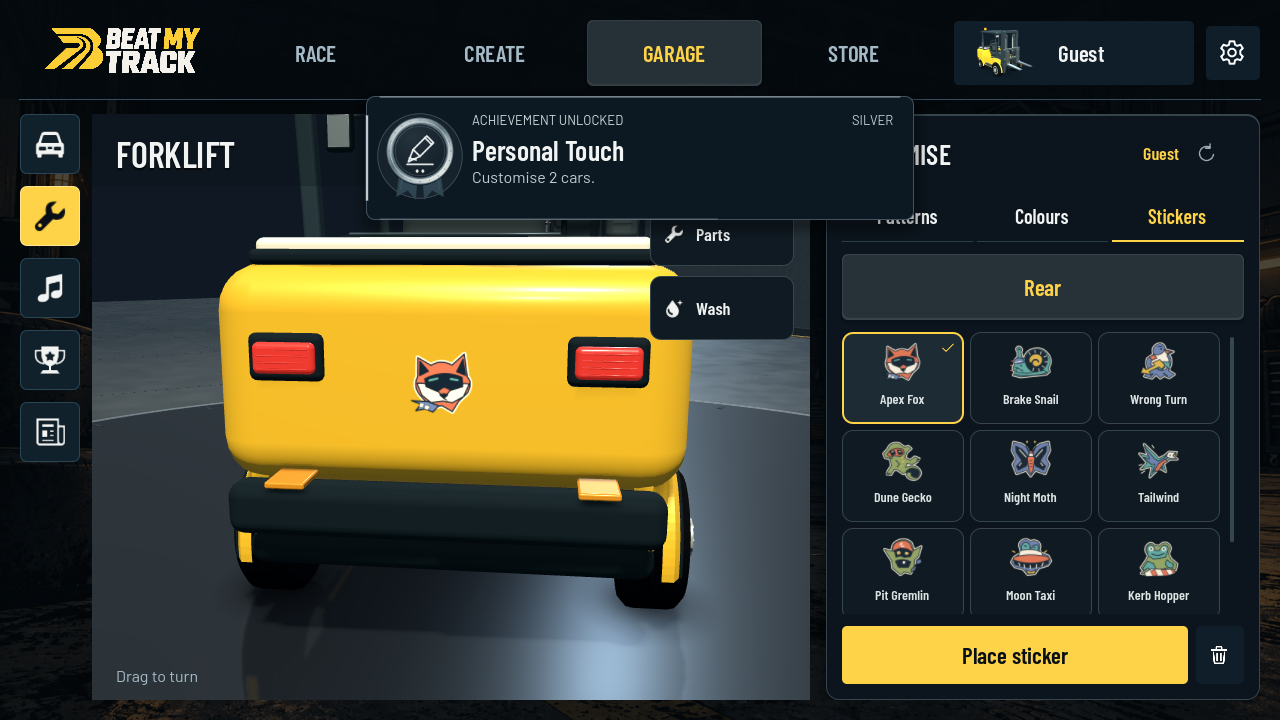 BEAT MY
TRACK
RACE
CREATE
GARAGE
STORE
Guest
ACHIEVEMENT UNLOCKED
SILVER
Personal Touch
Customise 2 cars.
FORKLIFT
Guest
Colours
Stickers
Parts
Wash
Rear
Apex Fox
Brake Snail
Wrong Turn
Dune Gecko
Night Moth
Tailwind
Pit Gremlin
Moon Taxi
Kerb Hopper
Place sticker
Drag to turn